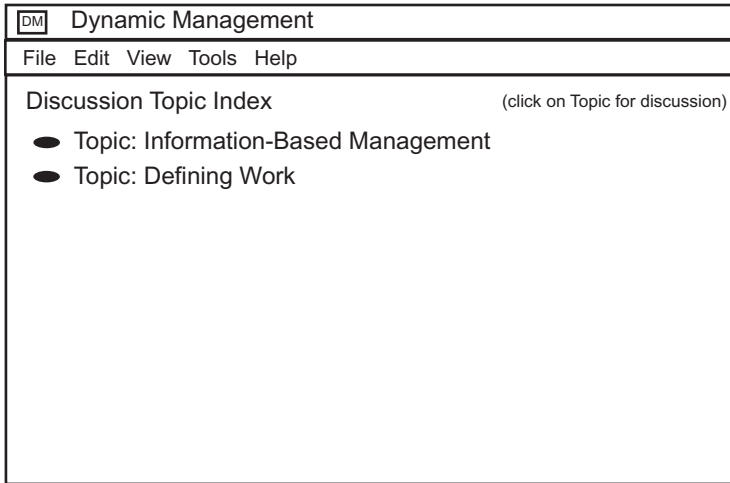 DM Dynamic Management
File Edit View Tools Help
Discussion Topic Index (click on Topic for discussion)
Topic: Information-Based Management
Topic: Defining Work